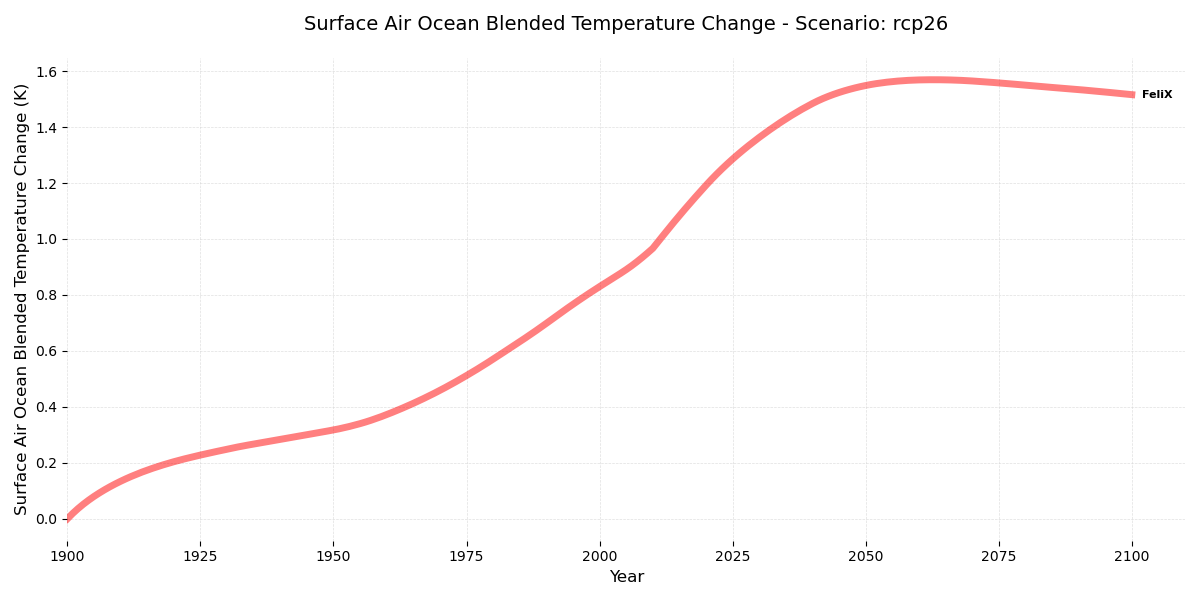 Surface Air Ocean Blended Temperature Change - Scenario: rcp26
Surface Air Ocean Blended Temperature Change (K)
1.6
1.4
1.2
1.0
0.8
0.6
0.4
0.2
0.0
FeliX
1900 1925 1950 1975 2000 2025 2050 2075 2100
Year